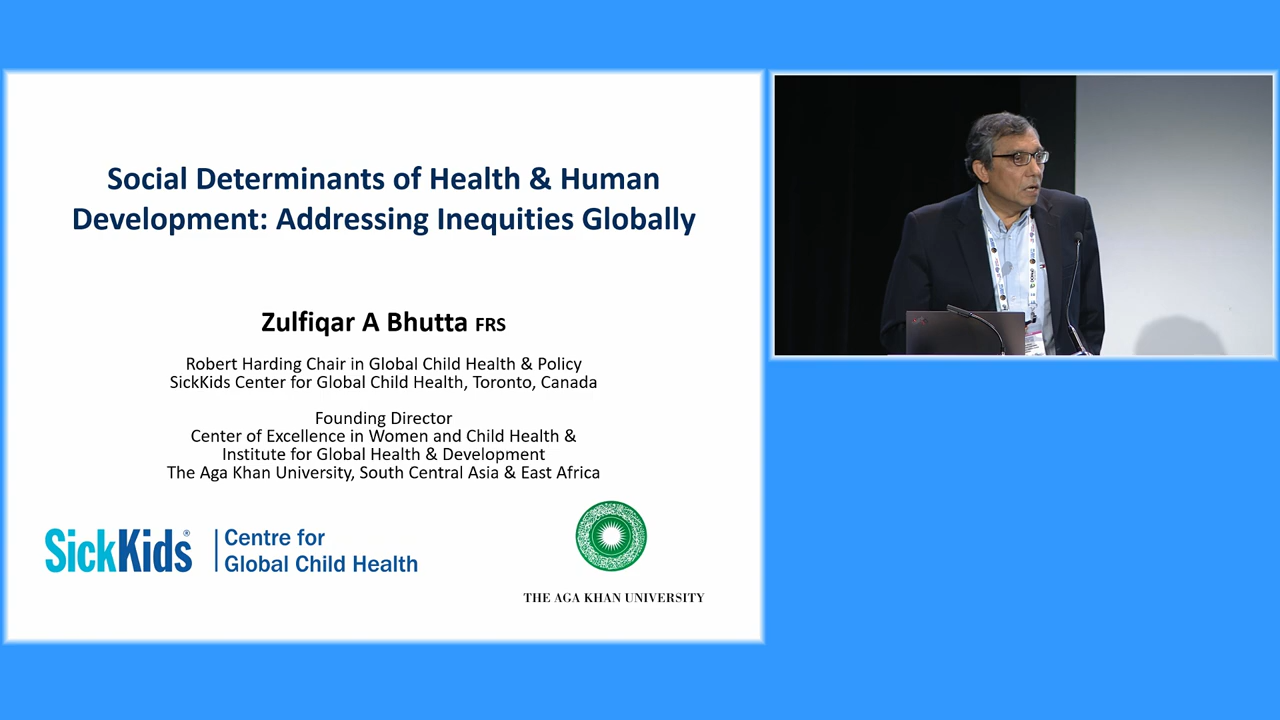 Social Determinants of Health & Human
Development: Addressing Inequities Globally
Zulfiqar A Bhutta FRS
Robert Harding Chair in Global Child Health & Policy
SickKids Center for Global Child Health, Toronto, Canada
Founding Director
Center of Excellence in Women and Child Health &
Institute for Global Health & Development
The Aga Khan University, South Central Asia & East Africa
SickKids®
Centre for
Global Child Health
THE AGA KHAN UNIVERSITY